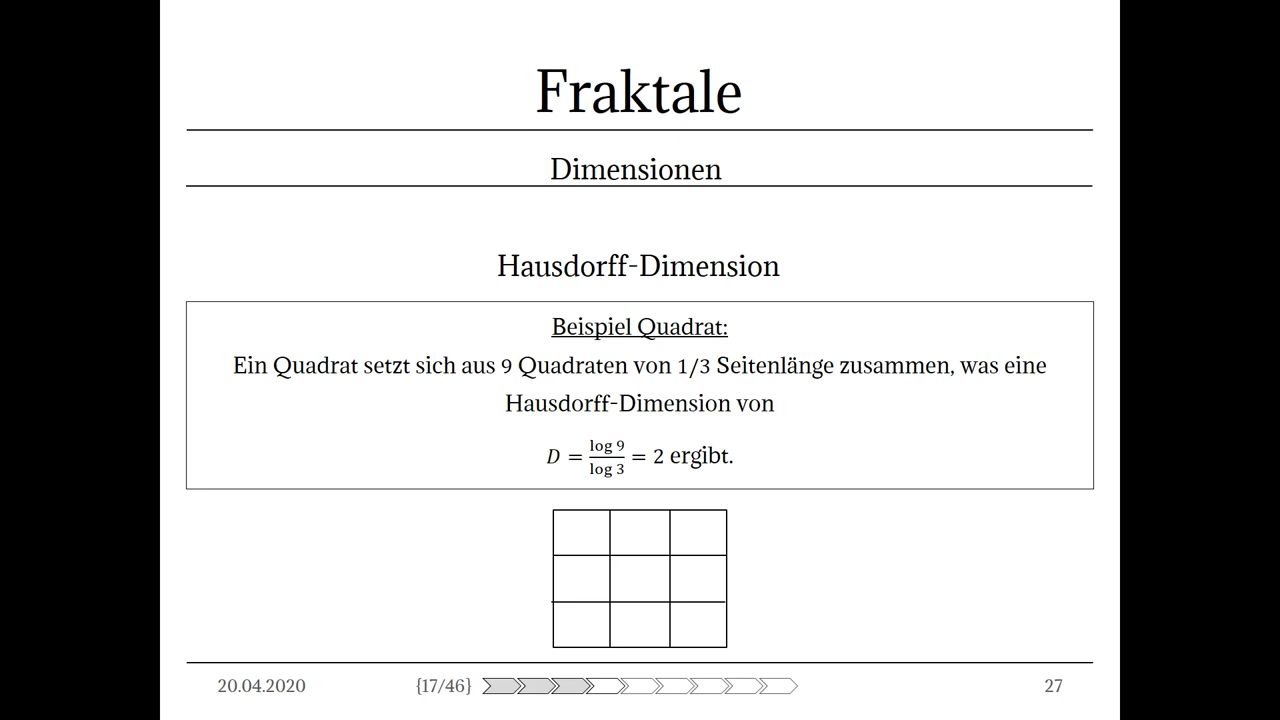 Fraktale
Dimensionen
Hausdorff-Dimension
Beispiel Quadrat:
Ein Quadrat setzt sich aus 9 Quadraten von 1/3 Seitenlänge zusammen, was eine
Hausdorff-Dimension von
D = log 9 / log 3 = 2 ergibt.
20.04.2020 {17/46} 27